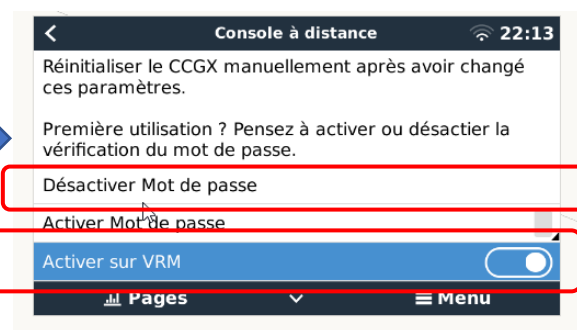 Console à distance 22:13
Réinitialiser le CCGX manuellement après avoir changé
ces paramètres.
Première utilisation ? Pensez à activer ou désactier la
vérification du mot de passe.
Désactiver Mot de passe
Activer Mot de passe
Activer sur VRM
Pages Menu